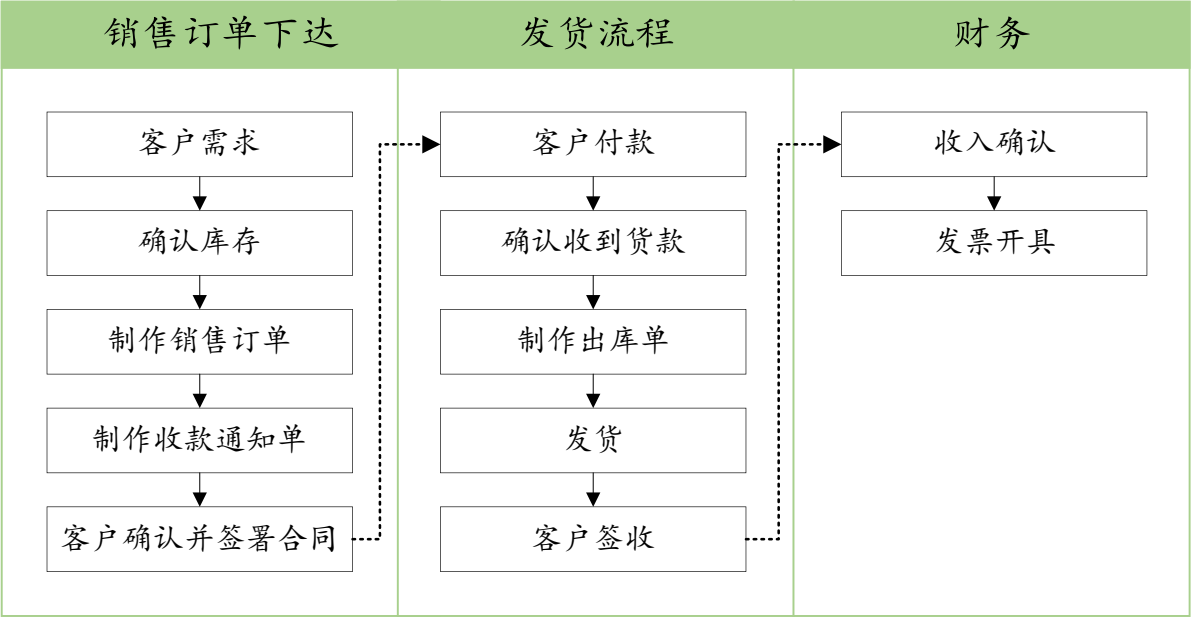 销售订单下达
发货流程
财务
客户需求
确认库存
制作销售订单
制作收款通知单
客户确认并签署合同
客户付款
确认收到货款
制作出库单
发货
客户签收
收入确认
发票开具